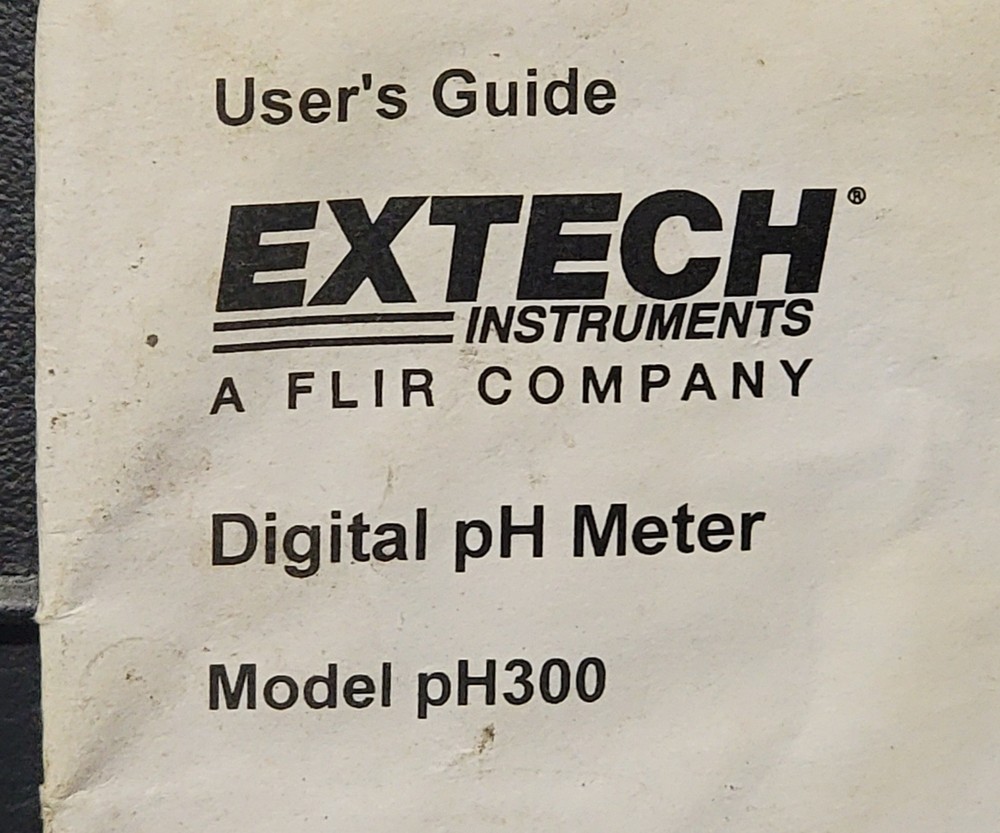 User's Guide
EXTECH®
INSTRUMENTS
A FLIR COMPANY
Digital pH Meter
Model pH300